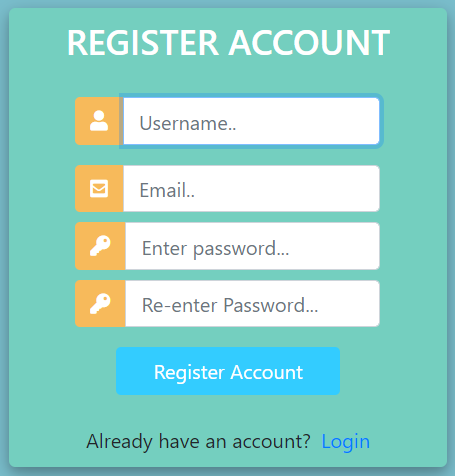 REGISTER ACCOUNT
Username..
Email..
Enter password...
Re-enter Password...
Register Account
Already have an account? Login